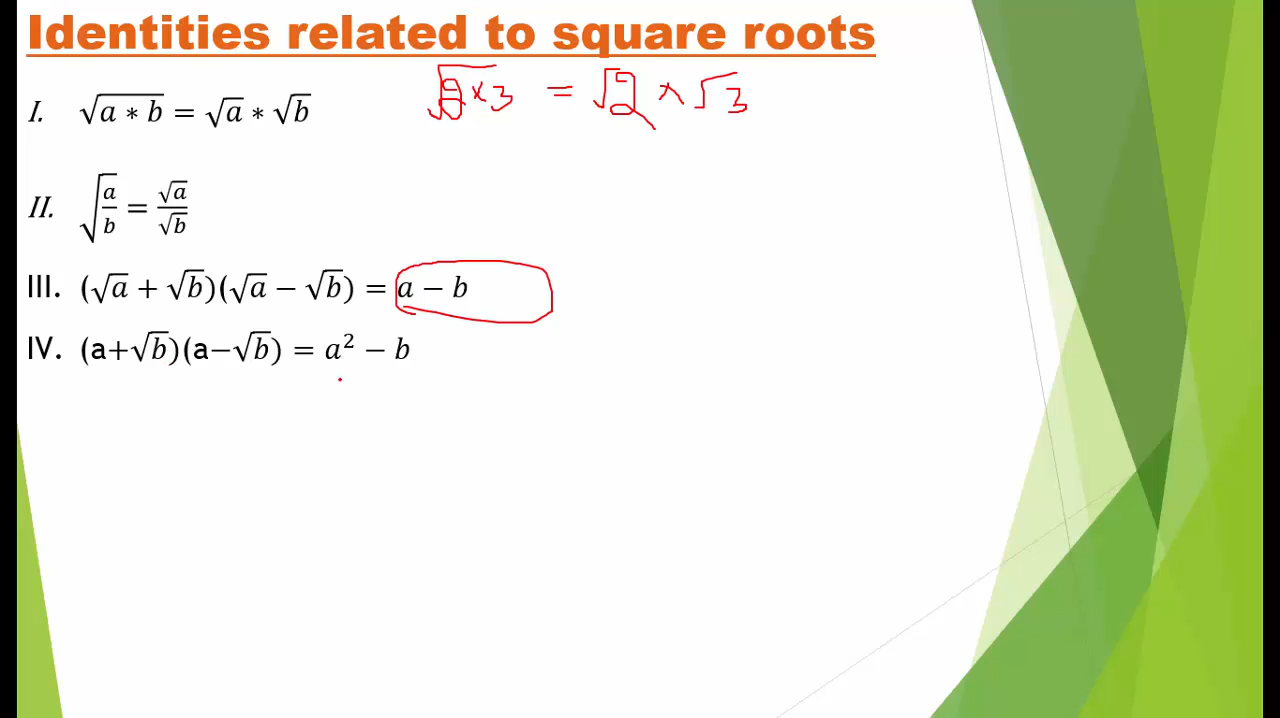 Identities related to square roots
I. √(a * b) = √a * √b
√(2 × 3) = √2 × √3
II. √(a/b) = √a/√b
III. (√a + √b)(√a − √b) = a − b
IV. (a+√b)(a−√b) = a² − b